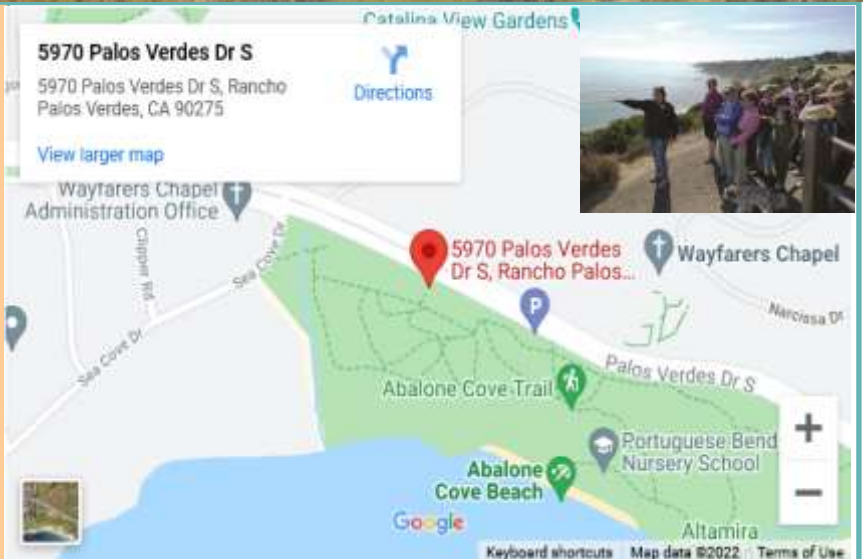 Catalina View Gardens
5970 Palos Verdes Dr S
5970 Palos Verdes Dr S, Rancho
Palos Verdes, CA 90275
Directions
View larger map
Wayfarers Chapel
Administration Office
Clipper Rd
Sea Cove Dr
Sea Cove Dr
5970 Palos Verdes
Dr S, Rancho Palos...
Wayfarers Chapel
P
Narcissa Dr
Palos Verdes Dr S
Abalone Cove Trail
Portuguese Bend
Nursery School
Abalone
Cove Beach
Google
Altamira
Keyboard shortcuts Map data ©2022 Terms of Use